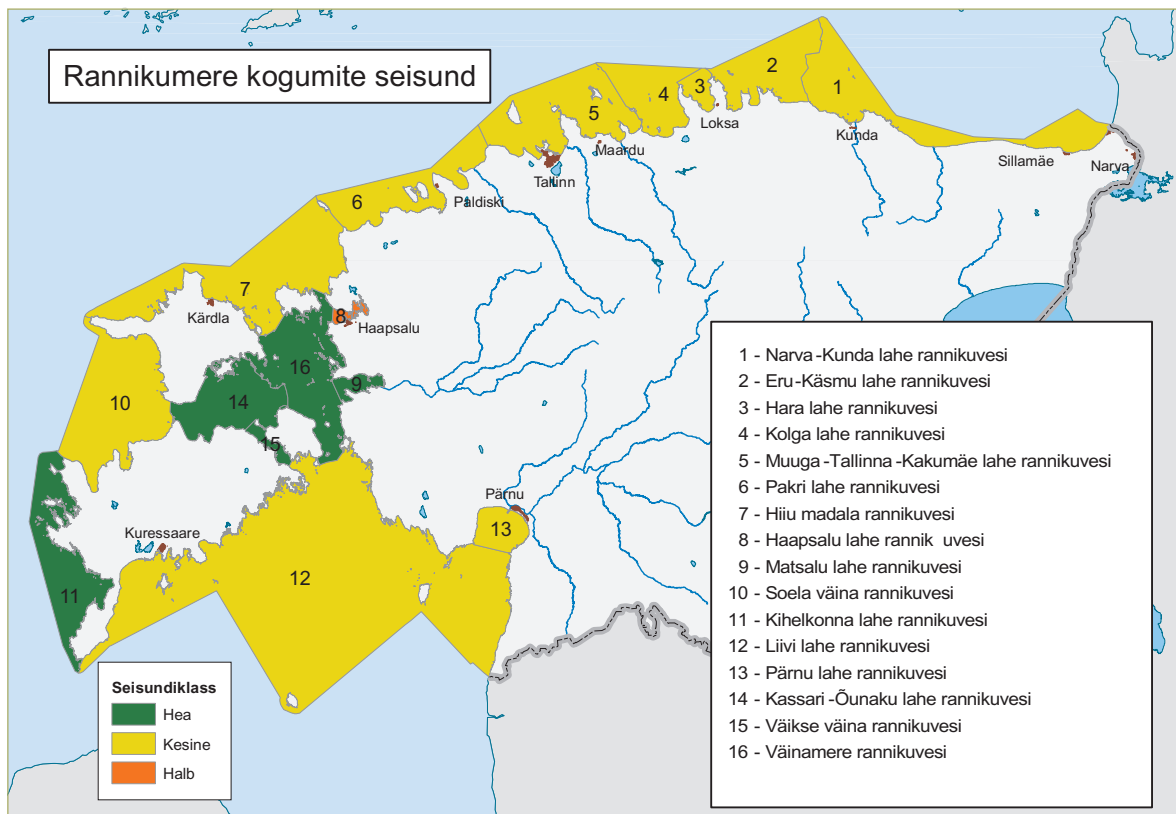 Rannikumere kogumite seisund
1
2
3
4
5
6
7
8
9
10
11
12
13
14
15
16
Loksa
Kunda
Maardu
Tallinn
Sillamäe
Narva
Paldiski
Kärdla
Haapsalu
Pärnu
Kuressaare
1 - Narva-Kunda lahe rannikuvesi
2 - Eru-Käsmu lahe rannikuvesi
3 - Hara lahe rannikuvesi
4 - Kolga lahe rannikuvesi
5 - Muuga-Tallinna-Kakumäe lahe rannikuvesi
6 - Pakri lahe rannikuvesi
7 - Hiiu madala rannikuvesi
8 - Haapsalu lahe rannik uvesi
9 - Matsalu lahe rannikuvesi
10 - Soela väina rannikuvesi
11 - Kihelkonna lahe rannikuvesi
12 - Liivi lahe rannikuvesi
13 - Pärnu lahe rannikuvesi
14 - Kassari-Õunaku lahe rannikuvesi
15 - Väikse väina rannikuvesi
16 - Väinamere rannikuvesi
Seisundiklass
Hea
Kesine
Halb